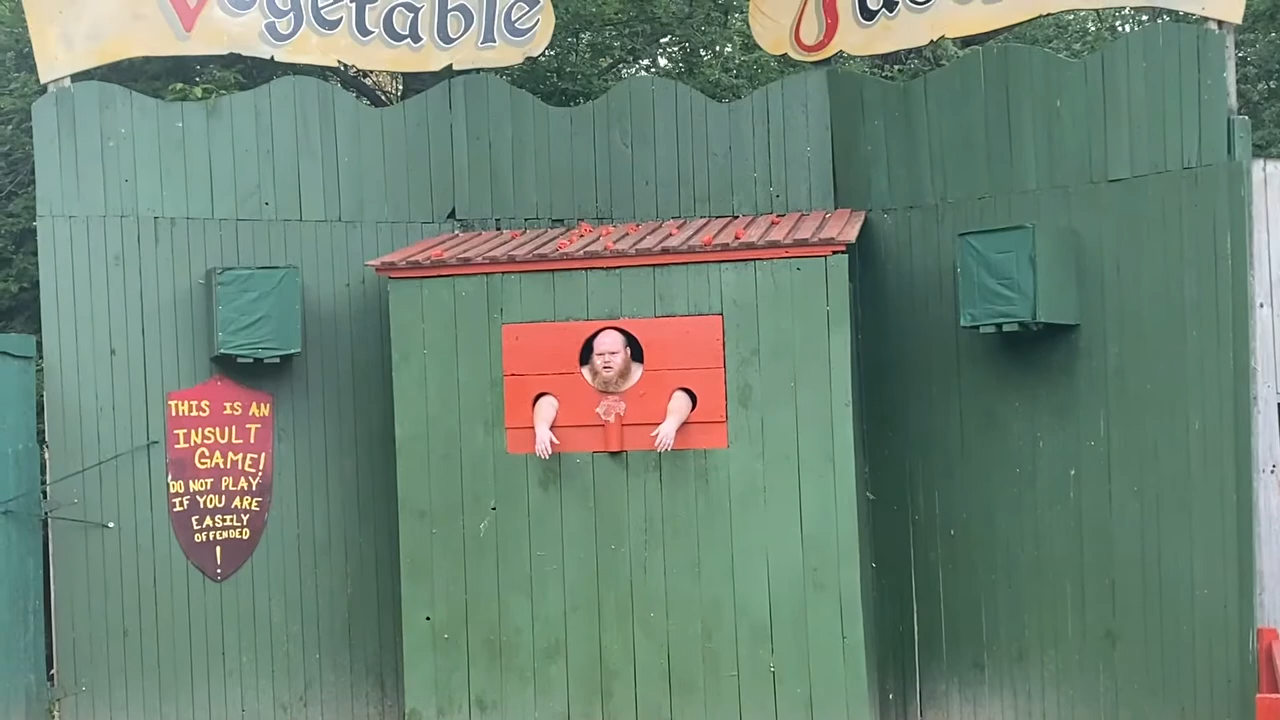 Vegetable
THIS IS AN
INSULT
GAME!
DO NOT PLAY
IF YOU ARE
EASILY
OFFENDED
!